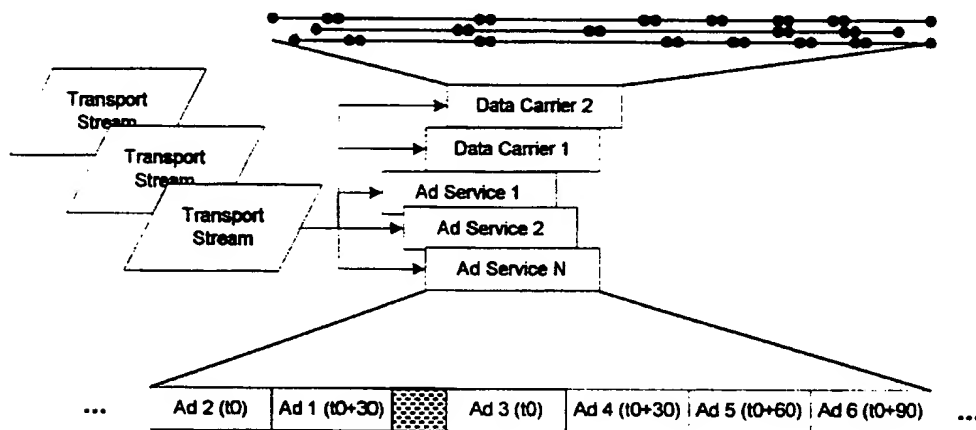 Transport
Stream
Transport
Stream
Transport
Stream
Data Carrier 2
Data Carrier 1
Ad Service 1
Ad Service 2
Ad Service N
... Ad 2 (t0) Ad 1 (t0+30) Ad 3 (t0) Ad 4 (t0+30) Ad 5 (t0+60) Ad 6 (t0+90) ...